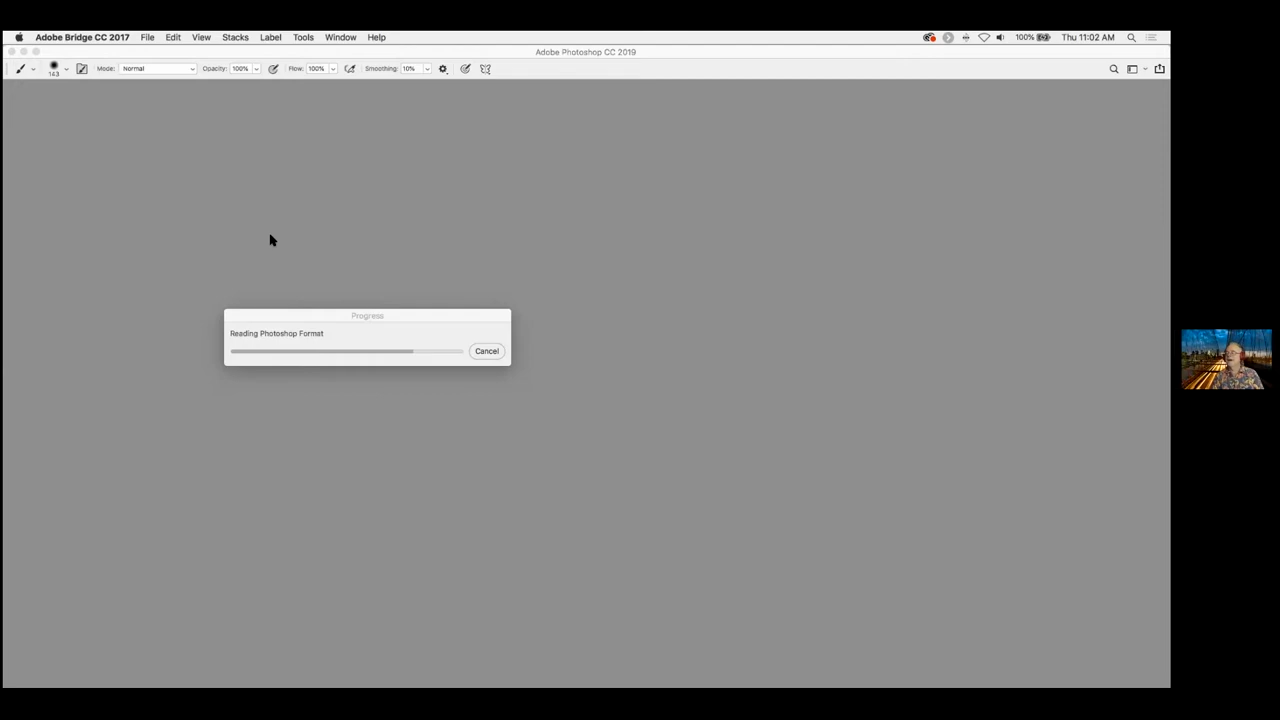 Adobe Bridge CC 2017 File Edit View Stacks Label Tools Window Help 100% Thu 11:02 AM
Adobe Photoshop CC 2019
143 Mode: Normal Opacity: 100% Flow: 100% Smoothing: 10%
Progress
Reading Photoshop Format
Cancel